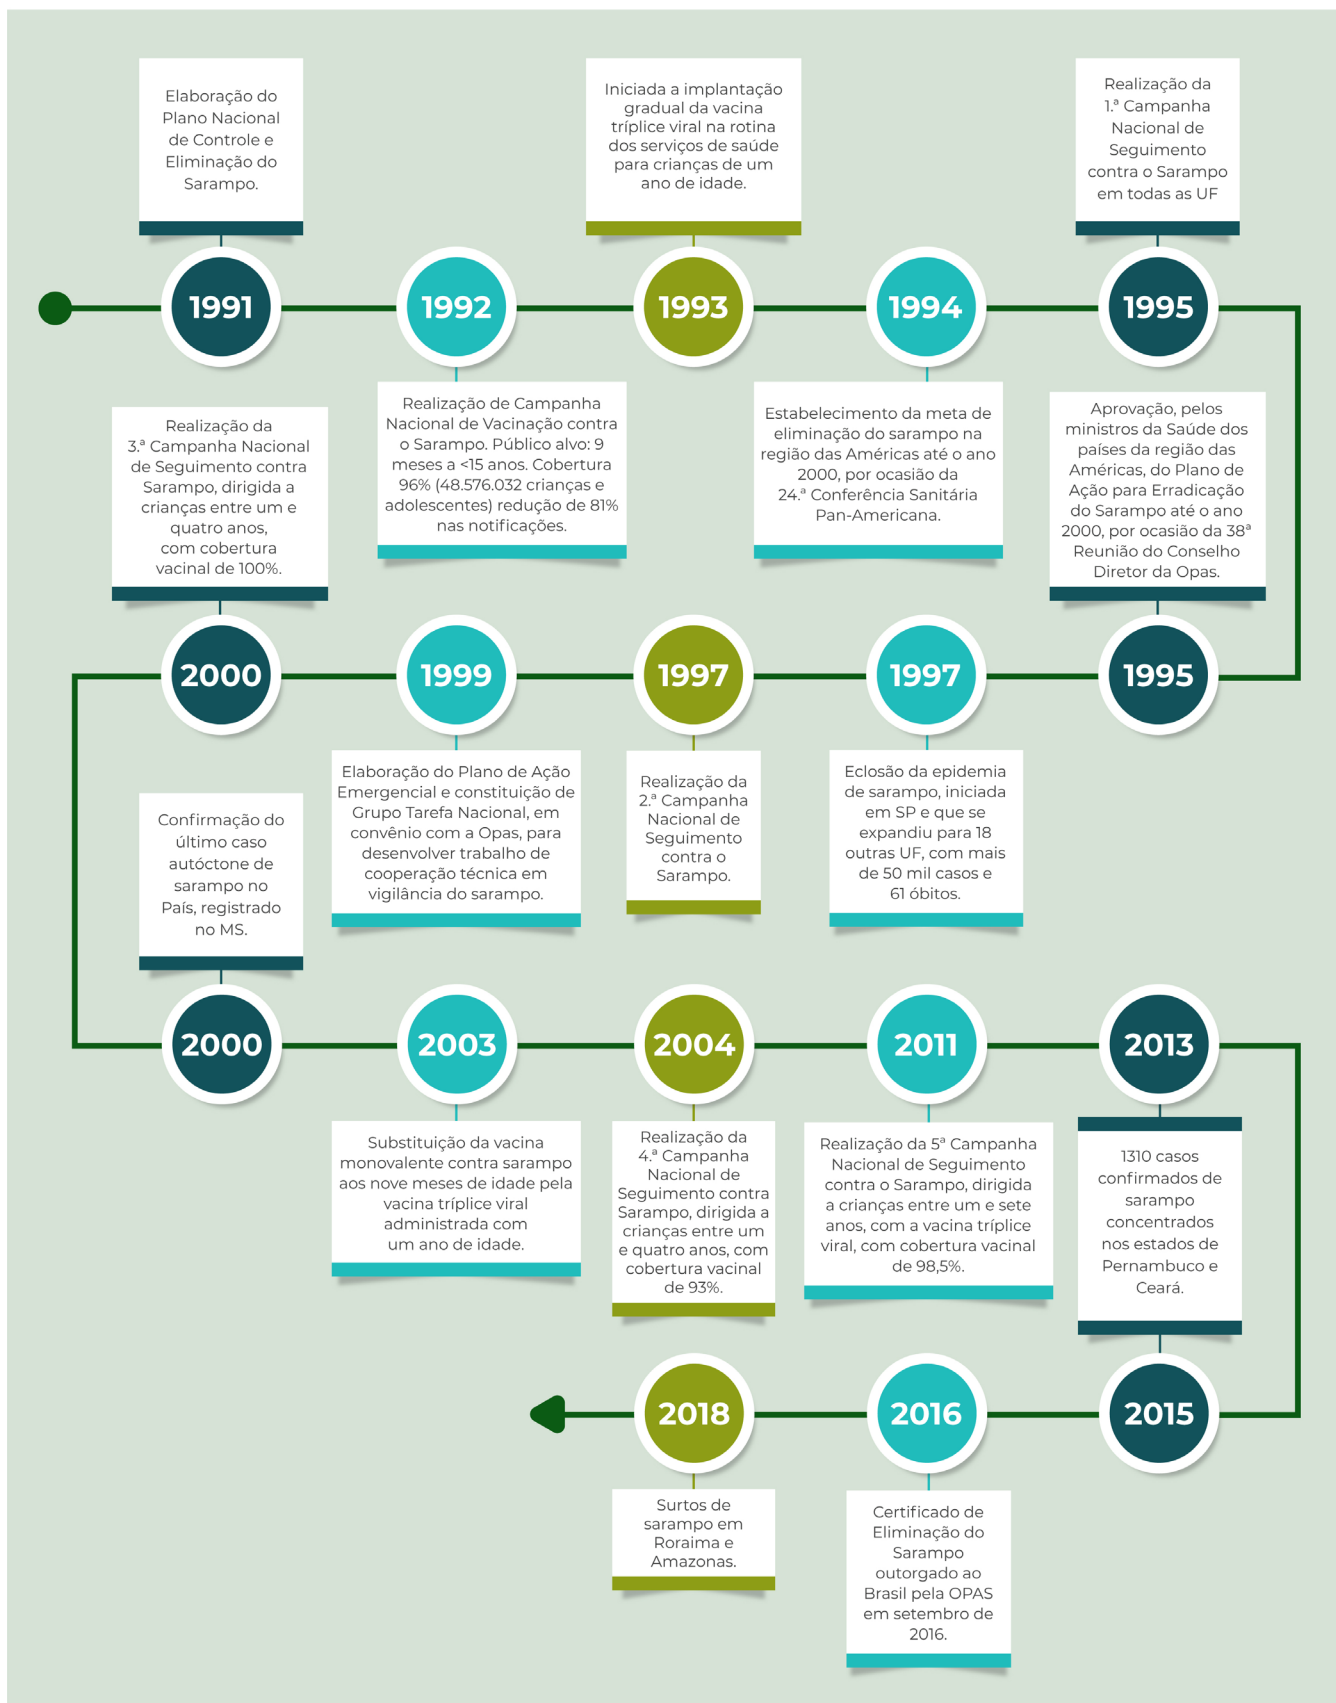 Elaboração do
Plano Nacional
de Controle e
Eliminação do
Sarampo.
1991
1992
Realização de Campanha
Nacional de Vacinação contra
o Sarampo. Público alvo: 9
meses a <15 anos. Cobertura
96% (48.576.032 crianças e
adolescentes) redução de 81%
nas notificações.
Iniciada a implantação
gradual da vacina
tríplice viral na rotina
dos serviços de saúde
para crianças de um
ano de idade.
1993
1994
Estabelecimento da meta de
eliminação do sarampo na
região das Américas até o ano
2000, por ocasião da
24.ª Conferência Sanitária
Pan-Americana.
Realização da
1.ª Campanha
Nacional de
Seguimento
contra o Sarampo
em todas as UF
1995
Aprovação, pelos
ministros da Saúde dos
países da região das
Américas, do Plano de
Ação para Erradicação
do Sarampo até o ano
2000, por ocasião da 38ª
Reunião do Conselho
Diretor da Opas.
1995
1997
Eclosão da epidemia
de sarampo, iniciada
em SP e que se
expandiu para 18
outras UF, com mais
de 50 mil casos e
61 óbitos.
1997
Realização da
2.ª Campanha
Nacional de
Seguimento
contra o
Sarampo.
1999
Elaboração do Plano de Ação
Emergencial e constituição de
Grupo Tarefa Nacional, em
convênio com a Opas, para
desenvolver trabalho de
cooperação técnica em
vigilância do sarampo.
Realização da
3.ª Campanha Nacional
de Seguimento contra
Sarampo, dirigida a
crianças entre um e
quatro anos,
com cobertura
vacinal de 100%.
2000
Confirmação do
último caso
autóctone de
sarampo no
País, registrado
no MS.
2000
2003
Substituição da vacina
monovalente contra sarampo
aos nove meses de idade pela
vacina tríplice viral
administrada com
um ano de idade.
2004
Realização da
4.ª Campanha
Nacional de
Seguimento contra
Sarampo, dirigida a
crianças entre um
e quatro anos, com
cobertura vacinal
de 93%.
2011
Realização da 5ª Campanha
Nacional de Seguimento
contra o Sarampo, dirigida
a crianças entre um e sete
anos, com a vacina tríplice
viral, com cobertura vacinal
de 98,5%.
2013
1310 casos
confirmados de
sarampo
concentrados
nos estados de
Pernambuco e
Ceará.
2015
2016
Certificado de
Eliminação do
Sarampo
outorgado ao
Brasil pela OPAS
em setembro de
2016.
2018
Surtos de
sarampo em
Roraima e
Amazonas.